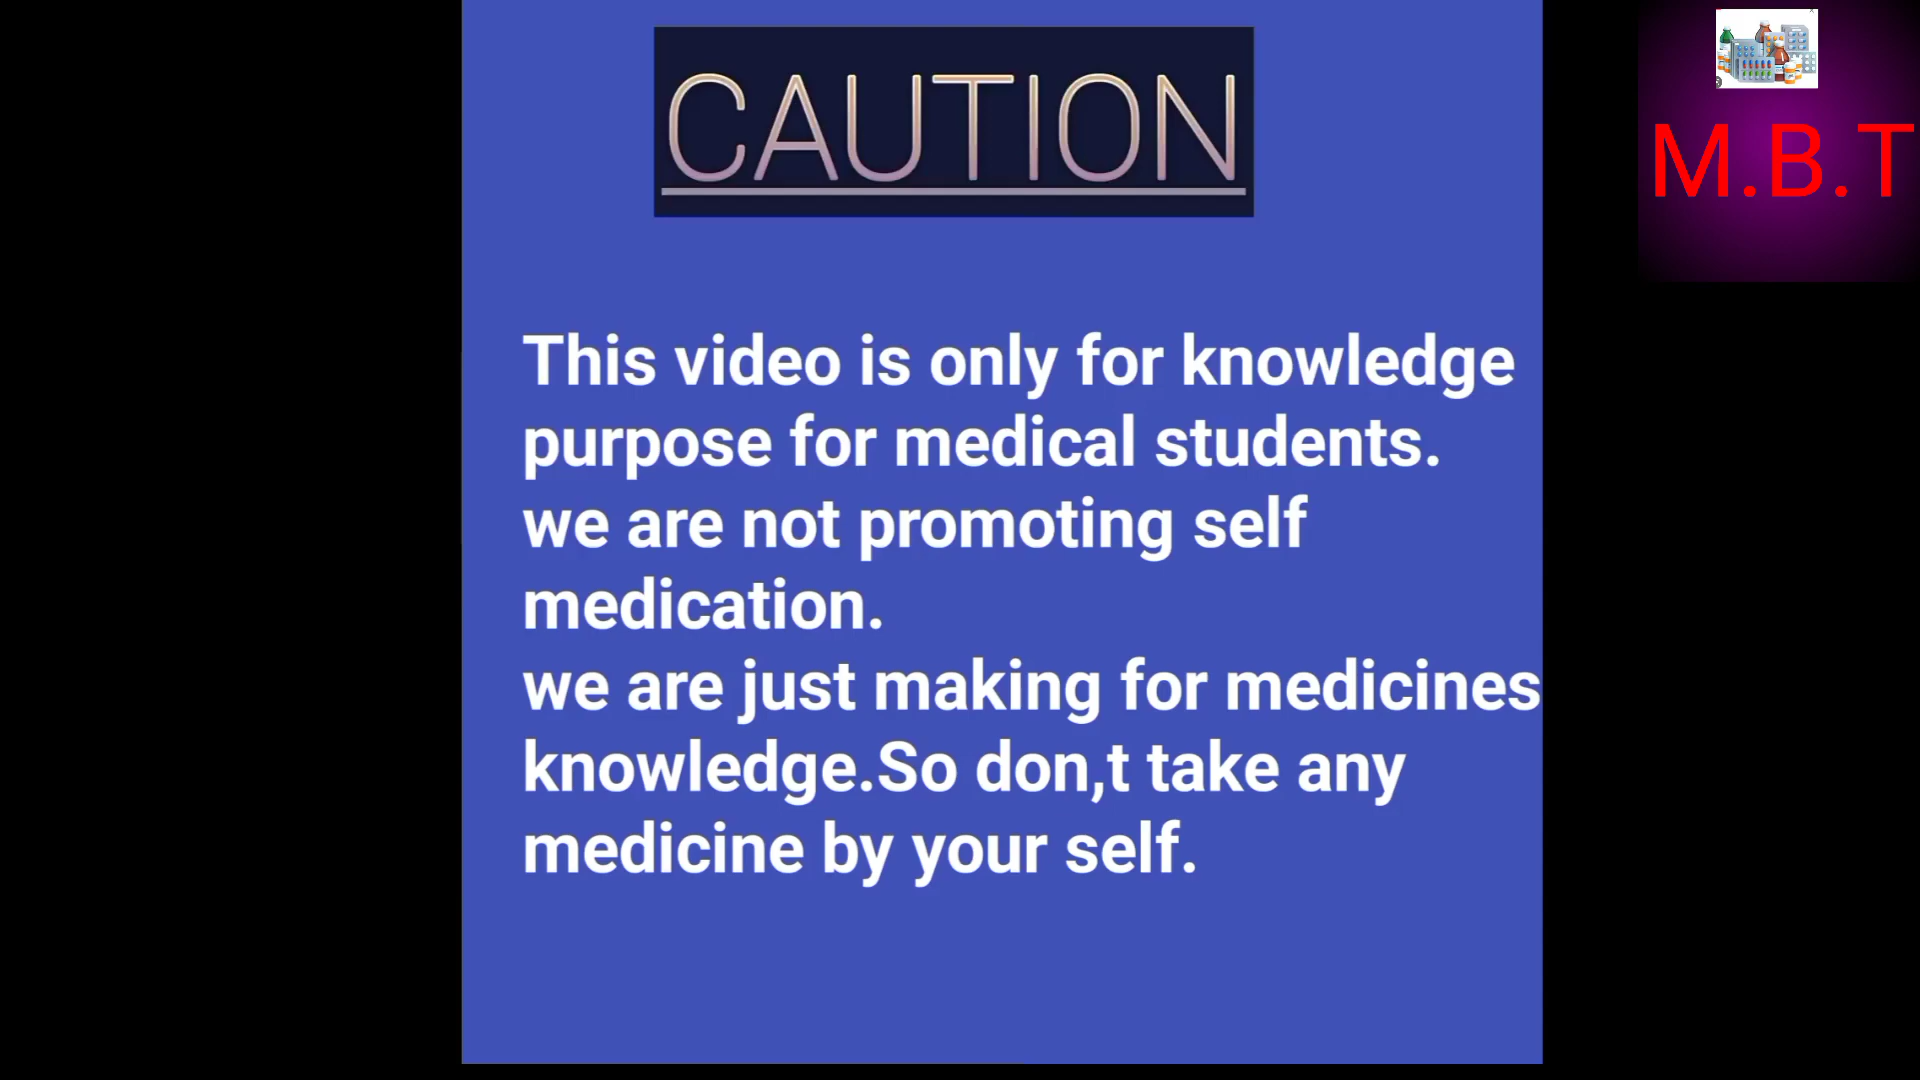 CAUTION
M.B.T
This video is only for knowledge
purpose for medical students.
we are not promoting self
medication.
we are just making for medicines
knowledge.So don,t take any
medicine by your self.